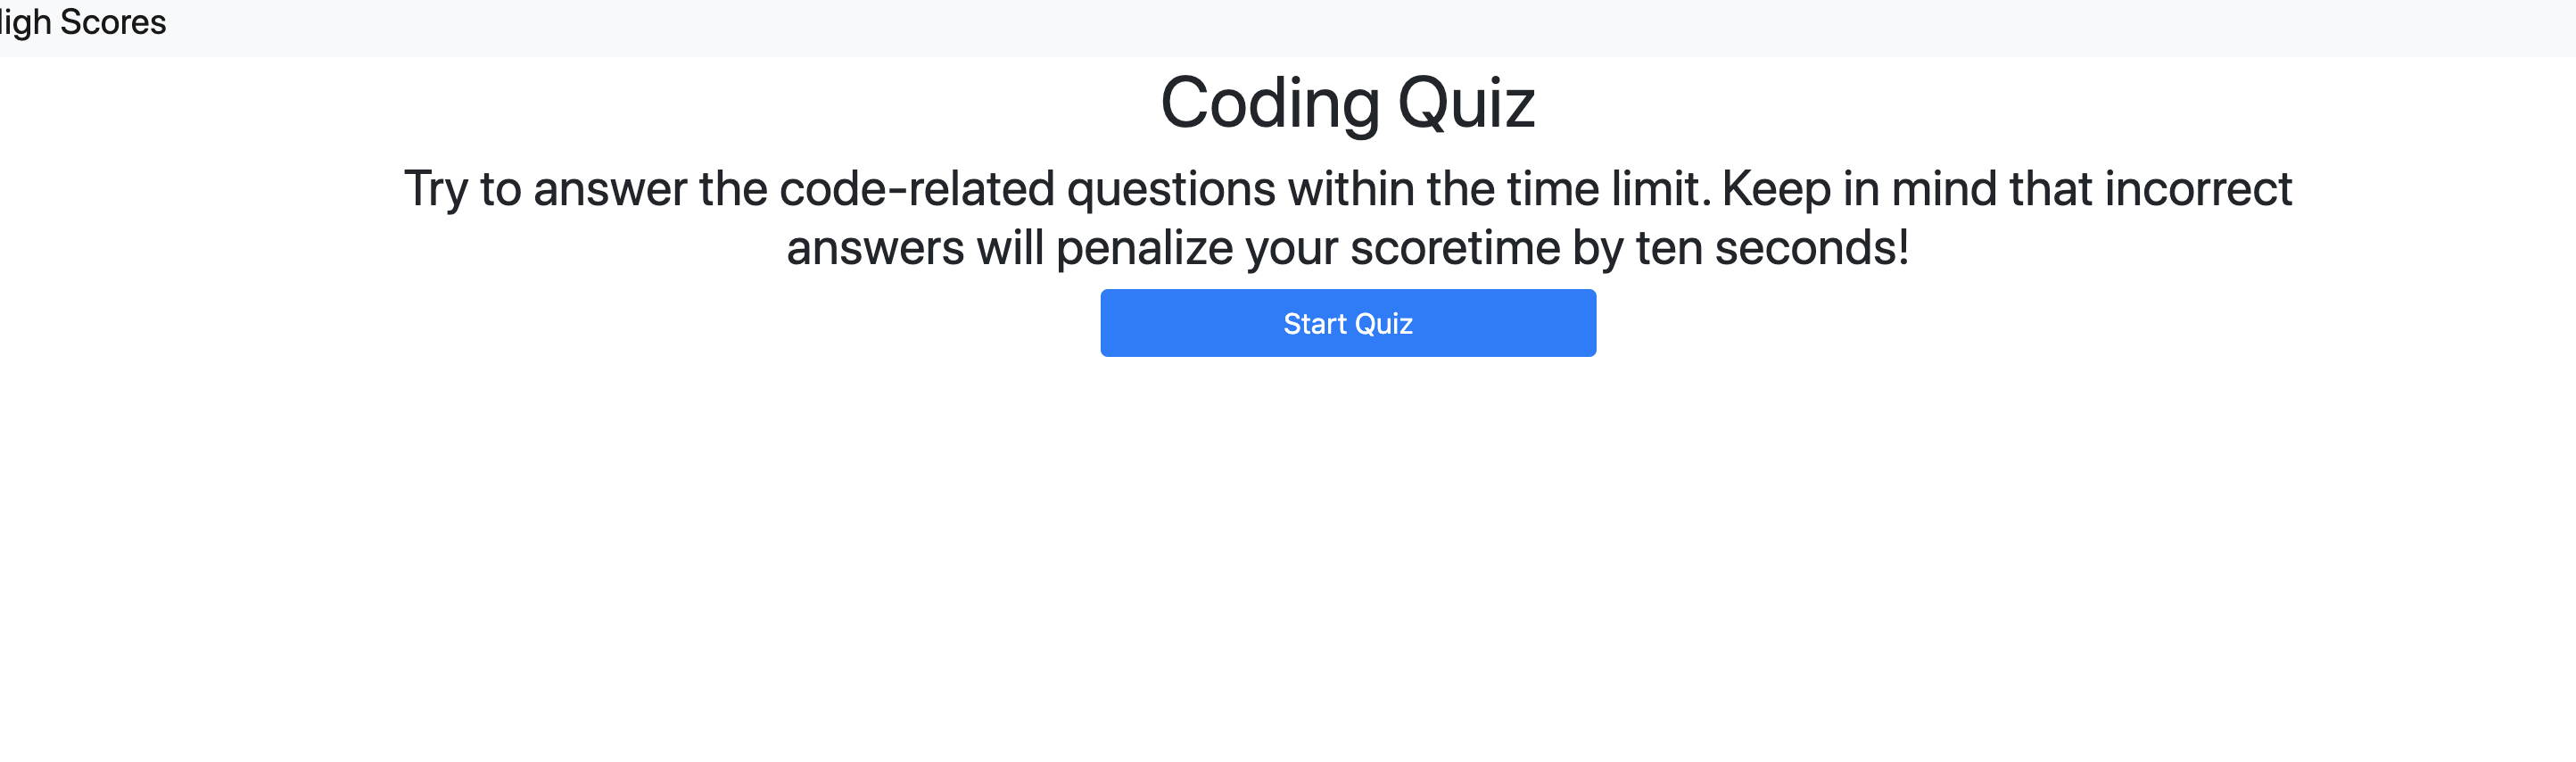 High Scores
Coding Quiz
Try to answer the code-related questions within the time limit. Keep in mind that incorrect
answers will penalize your scoretime by ten seconds!
Start Quiz